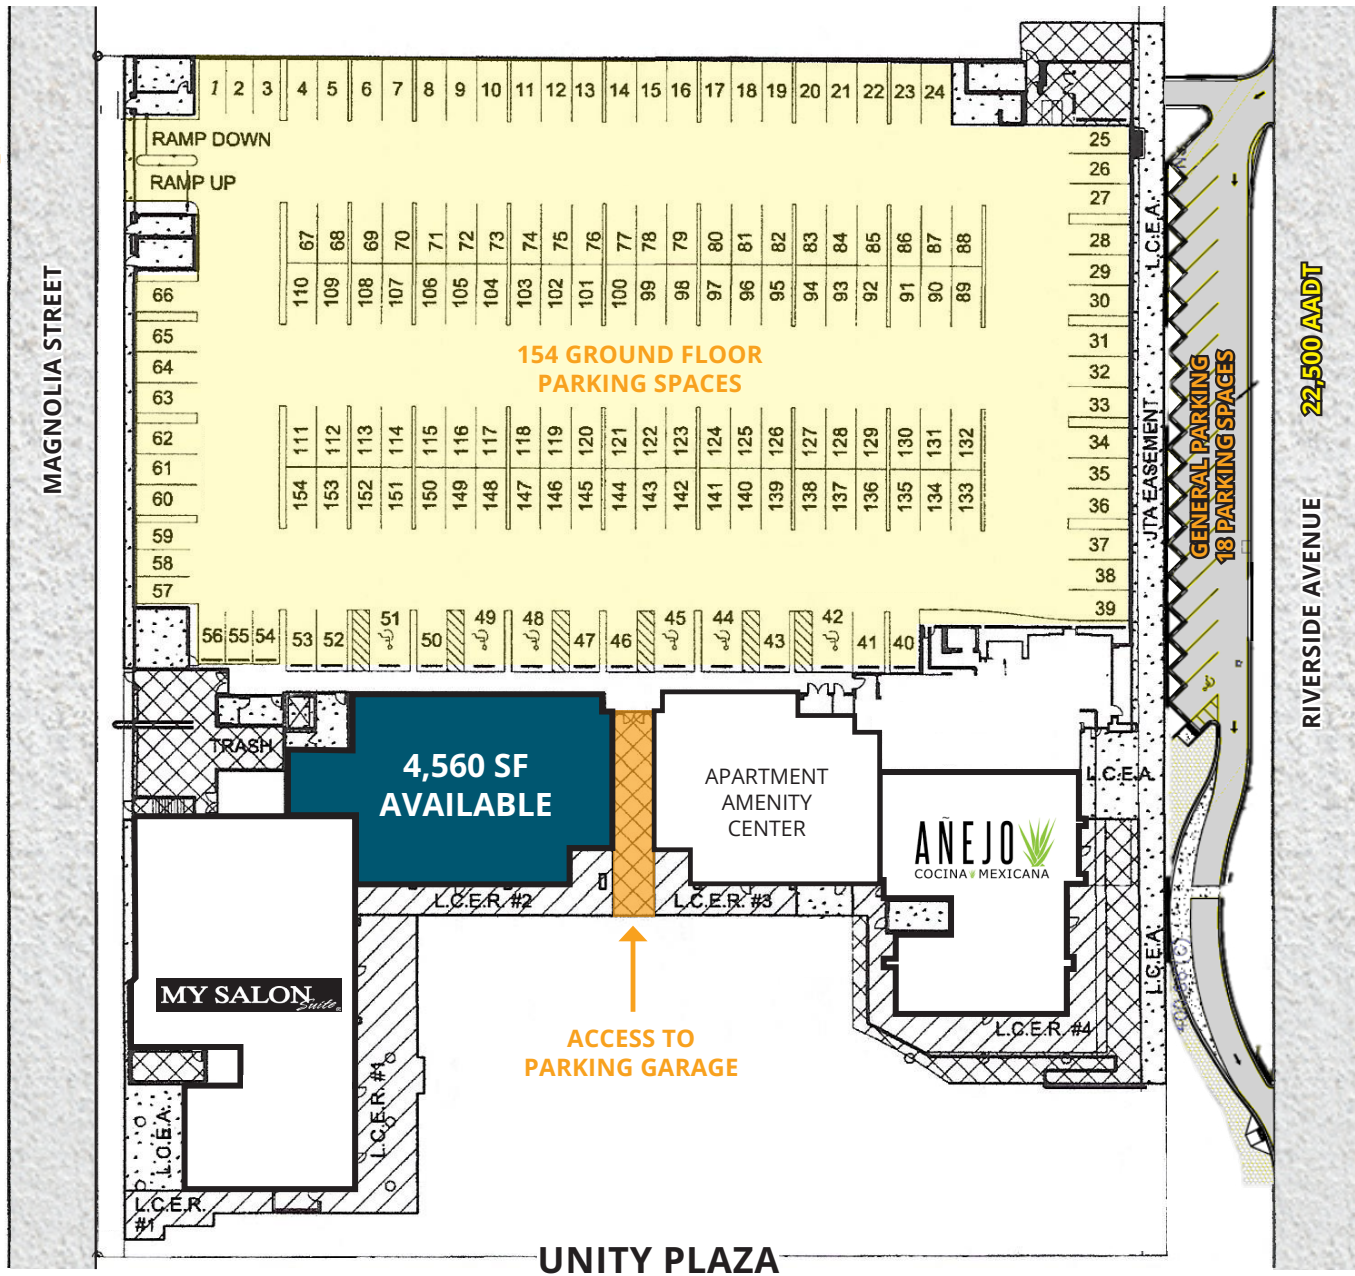 1 2 3 4 5 6 7 8 9 10 11 12 13 14 15 16 17 18 19 20 21 22 23 24
RAMP DOWN
RAMP UP
25
26
27
28
29
30
31
32
33
34
35
36
37
38
39
67 68 69 70 71 72 73 74 75 76 77 78 79 80 81 82 83 84 85 86 87 88
110 109 108 107 106 105 104 103 102 101 100 99 98 97 96 95 94 93 92 91 90 89
66
65
64
63
62
61
60
59
58
57
154 GROUND FLOOR
PARKING SPACES
111 112 113 114 115 116 117 118 119 120 121 122 123 124 125 126 127 128 129 130 131 132
154 153 152 151 150 149 148 147 146 145 144 143 142 141 140 139 138 137 136 135 134 133
56 55 54 53 52 51 50 49 48 47 46 45 44 43 42 41 40
MAGNOLIA STREET
L.C.E.A.
JTA EASEMENT
GENERAL PARKING
18 PARKING SPACES
22,500 AADT
RIVERSIDE AVENUE
TRASH
4,560 SF
AVAILABLE
APARTMENT
AMENITY
CENTER
L.C.E.A.
AÑEJO
COCINA MEXICANA
L.C.E.R. #2
L.C.E.R. #3
L.C.E.A.
MY SALON
Suite
L.C.E.R. #4
ACCESS TO
PARKING GARAGE
L.C.E.R. #1
L.C.E.A.
L.C.E.R.
#1
UNITY PLAZA